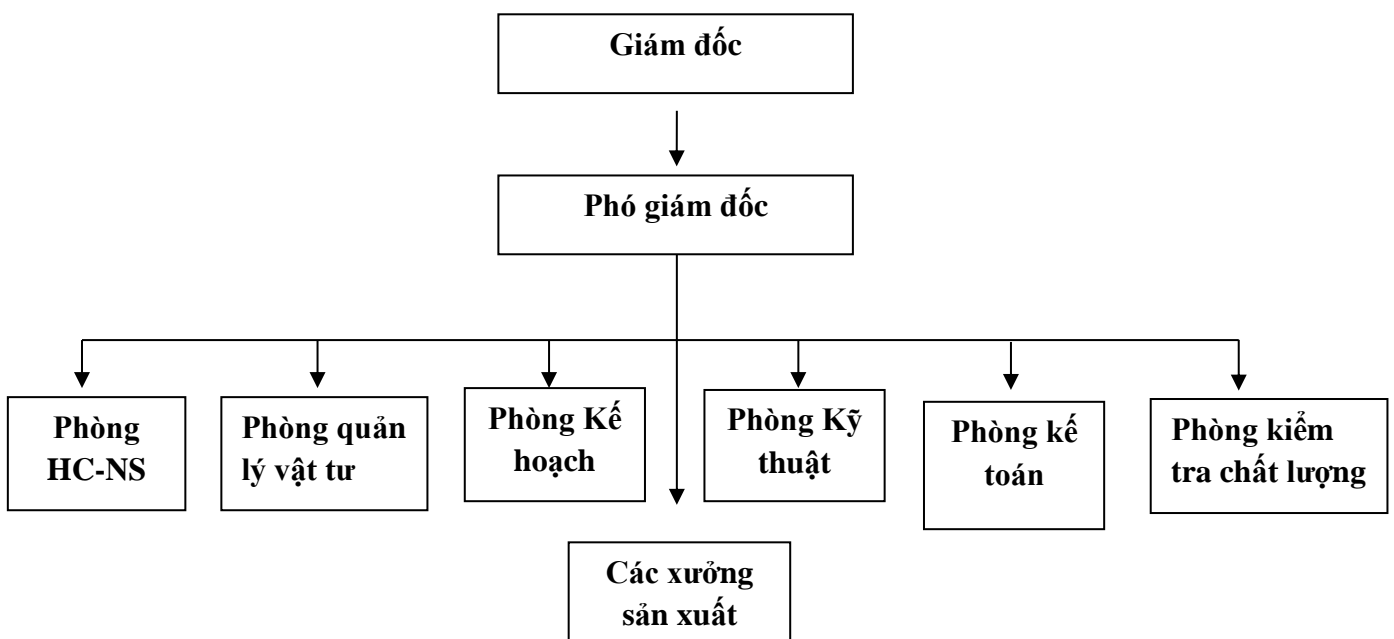 Giám đốc
Phó giám đốc
Phòng
HC-NS
Phòng quản
lý vật tư
Phòng Kế
hoạch
Phòng Kỹ
thuật
Phòng kế
toán
Phòng kiểm
tra chất lượng
Các xưởng
sản xuất